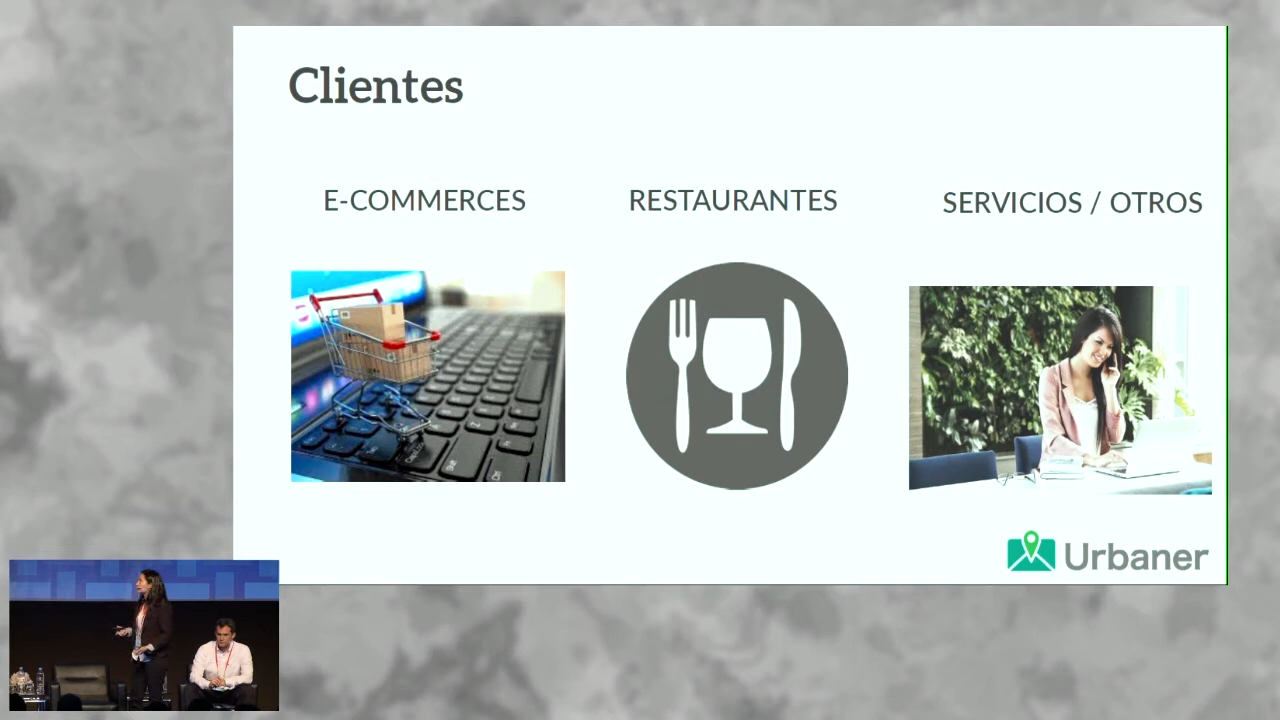 Clientes
E-COMMERCES
RESTAURANTES
SERVICIOS / OTROS
Urbaner